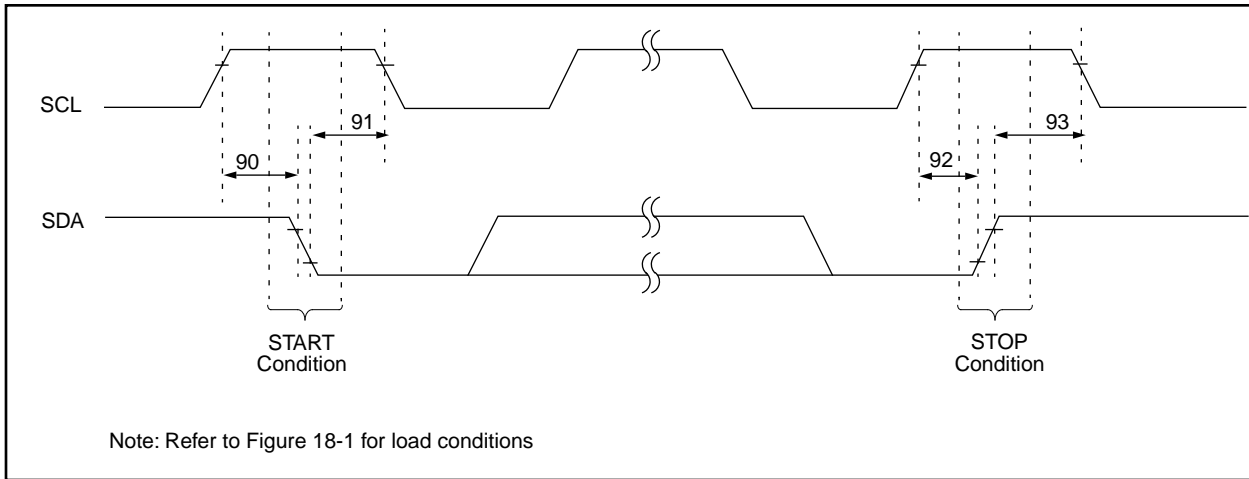 SCL
91
93
90
92
SDA
START
Condition
STOP
Condition
Note: Refer to Figure 18-1 for load conditions